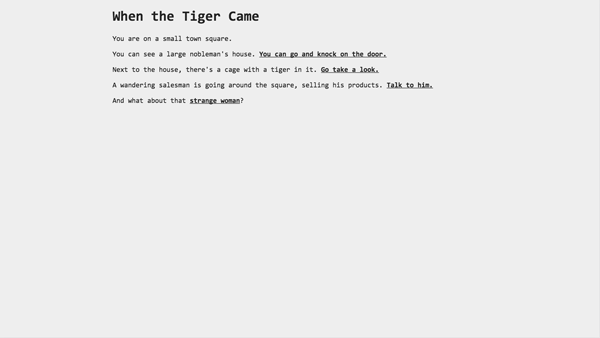 When the Tiger Came
You are on a small town square.
You can see a large nobleman's house. You can go and knock on the door.
Next to the house, there's a cage with a tiger in it. Go take a look.
A wandering salesman is going around the square, selling his products. Talk to him.
And what about that strange woman?